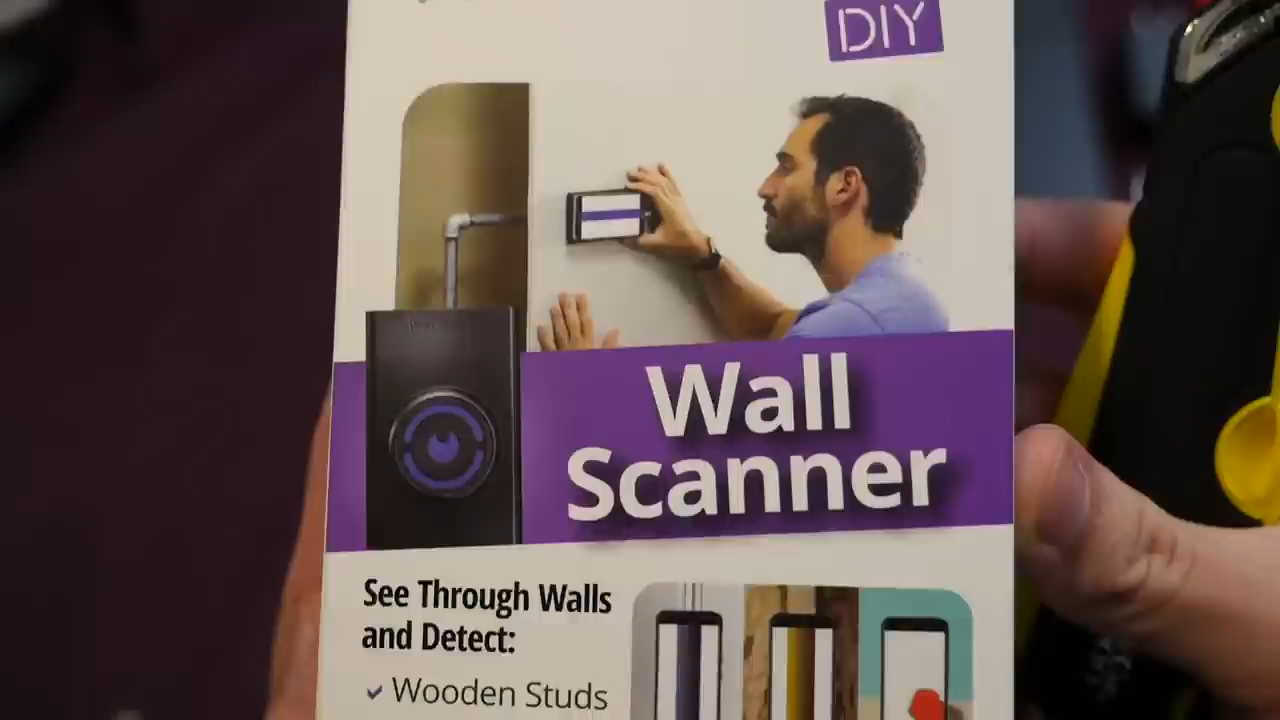 DIY
Wall
Scanner
See Through Walls
and Detect:
✓ Wooden Studs